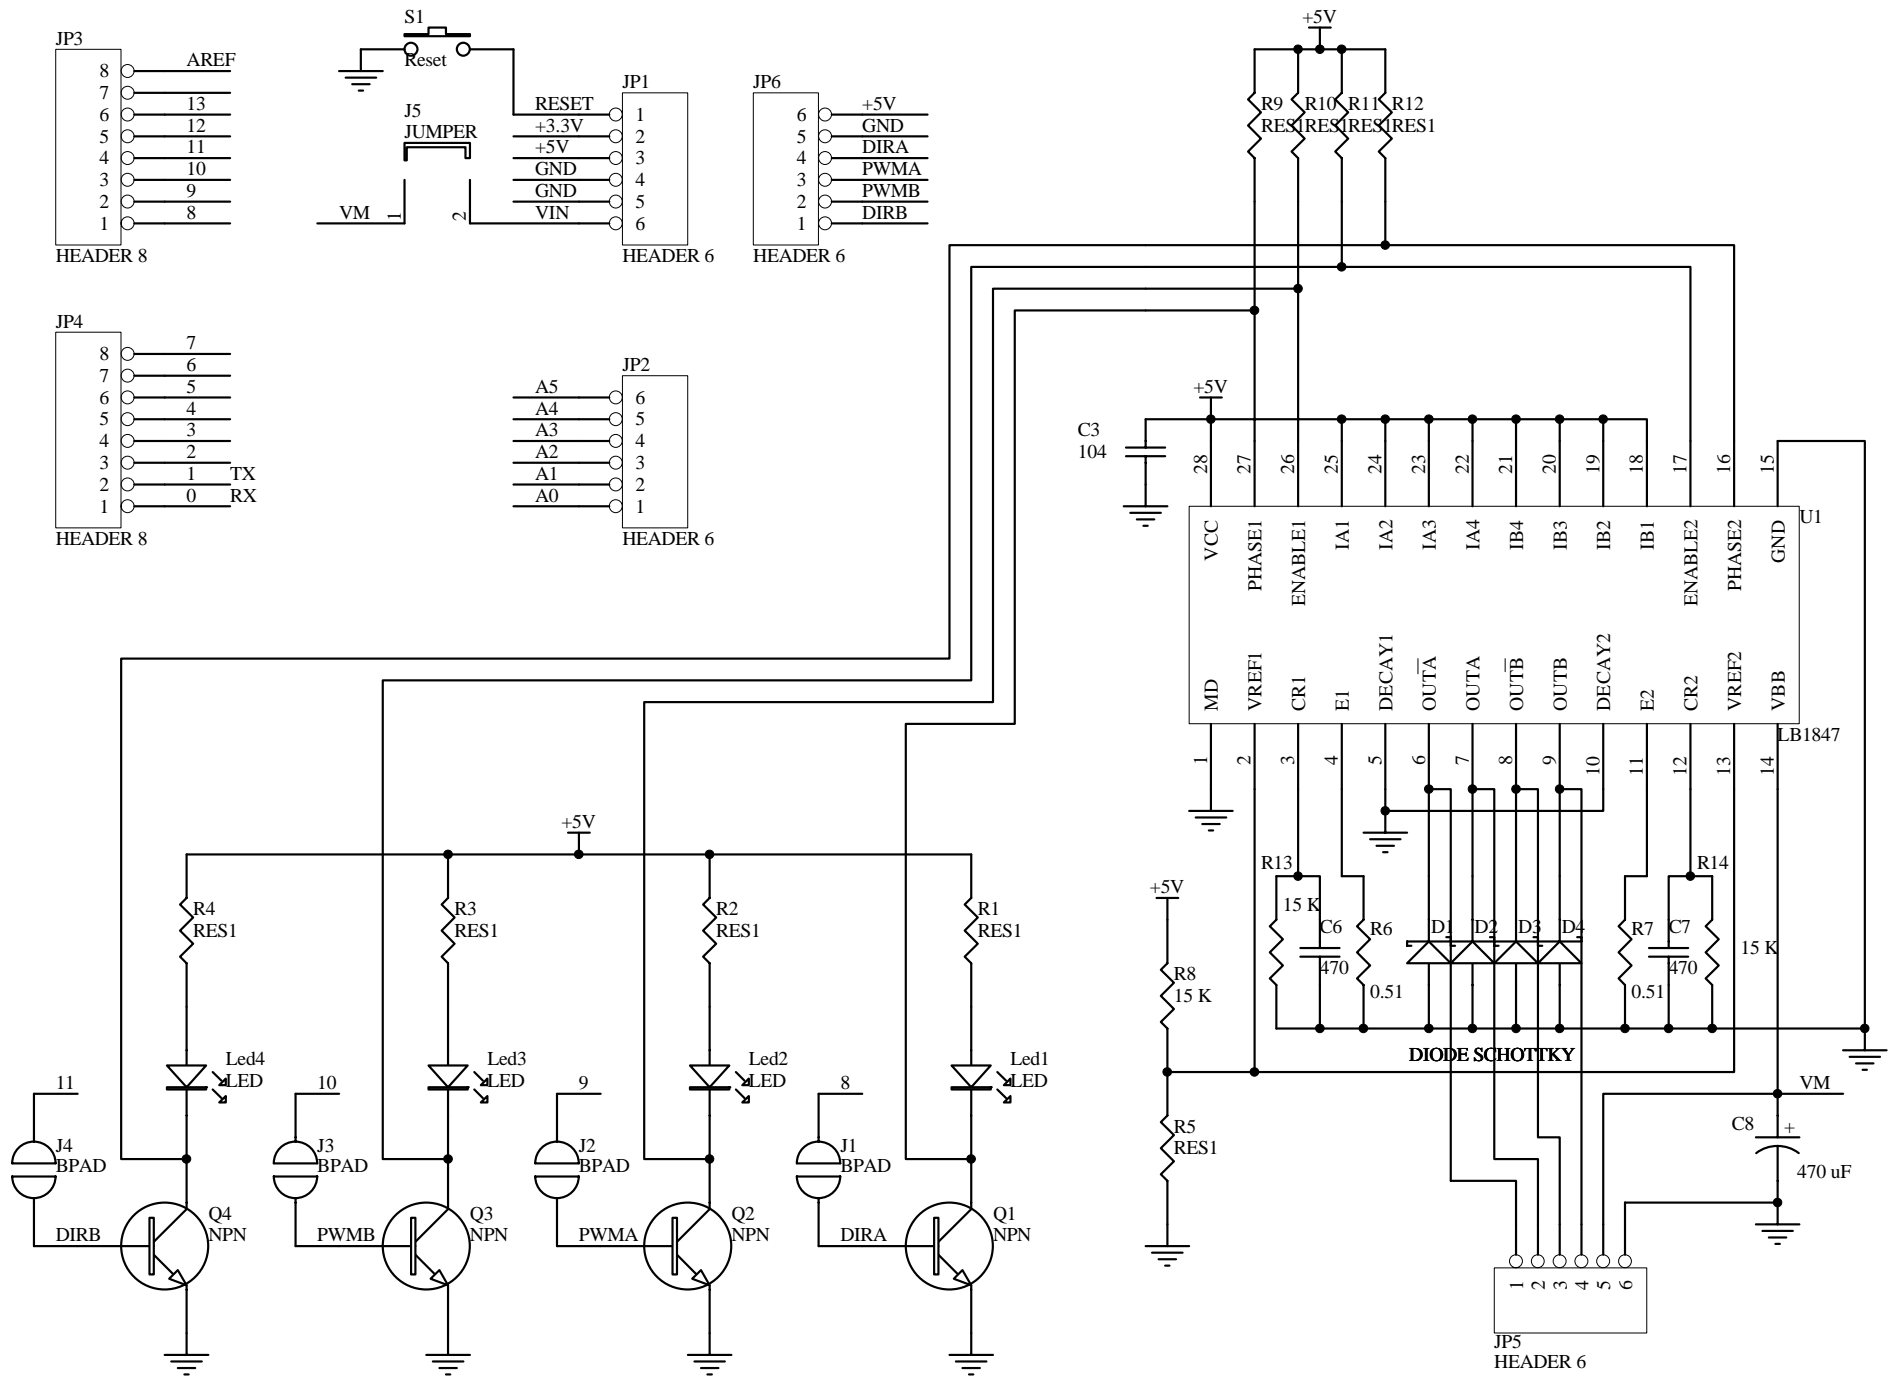 JP3
8 AREF
7
6 13
5 12
4 11
3 10
2 9
1 8
HEADER 8
S1
Reset
J5
JUMPER
VM 1 2
JP1
RESET 1
+3.3V 2
+5V 3
GND 4
GND 5
VIN 6
HEADER 6
JP6
6 +5V
5 GND
4 DIRA
3 PWMA
2 PWMB
1 DIRB
HEADER 6
+5V
R9 R10 R11 R12
RES1 RES1 RES1 RES1
JP4
8 7
7 6
6 5
5 4
4 3
3 2
2 1 TX
1 0 RX
HEADER 8
JP2
A5 6
A4 5
A3 4
A2 3
A1 2
A0 1
HEADER 6
+5V
C3
104
28 27 26 25 24 23 22 21 20 19 18 17 16 15
U1
VCC PHASE1 ENABLE1 IA1 IA2 IA3 IA4 IB4 IB3 IB2 IB1 ENABLE2 PHASE2 GND
MD VREF1 CR1 E1 DECAY1 OUTA OUTA OUTB OUTB DECAY2 E2 CR2 VREF2 VBB
LB1847
1 2 3 4 5 6 7 8 9 10 11 12 13 14
+5V
R4
RES1
R3
RES1
R2
RES1
R1
RES1
Led4
LED
Led3
LED
Led2
LED
Led1
LED
11
J4
BPAD
10
J3
BPAD
9
J2
BPAD
8
J1
BPAD
DIRB
Q4
NPN
PWMB
Q3
NPN
PWMA
Q2
NPN
DIRA
Q1
NPN
+5V
R8
15 K
R5
RES1
R13
15 K
C6
470
R6
0.51
D1 D2 D3 D4
DIODE SCHOTTKY
R7
0.51
C7
470
R14
15 K
VM
C8 +
470 uF
1 2 3 4 5 6
JP5
HEADER 6